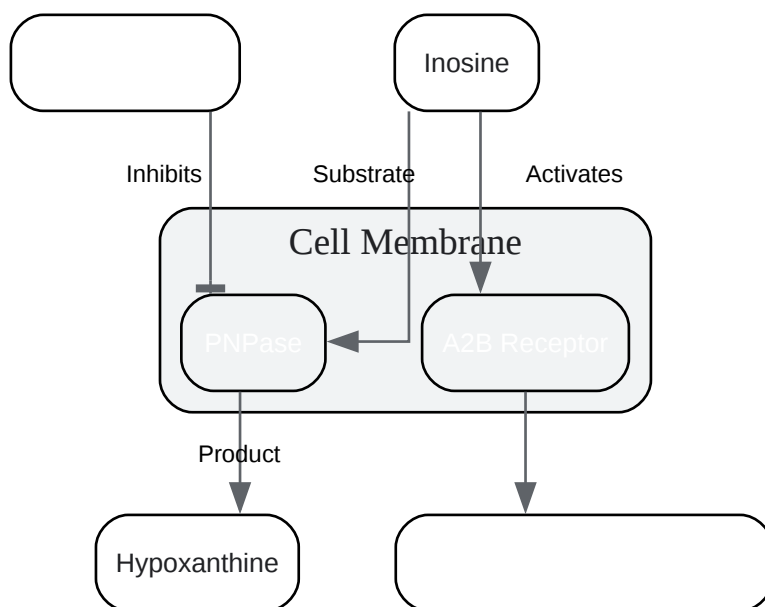 Inosine
Inhibits
Substrate
Activates
Cell Membrane
PNPase
A2B Receptor
Product
Hypoxanthine